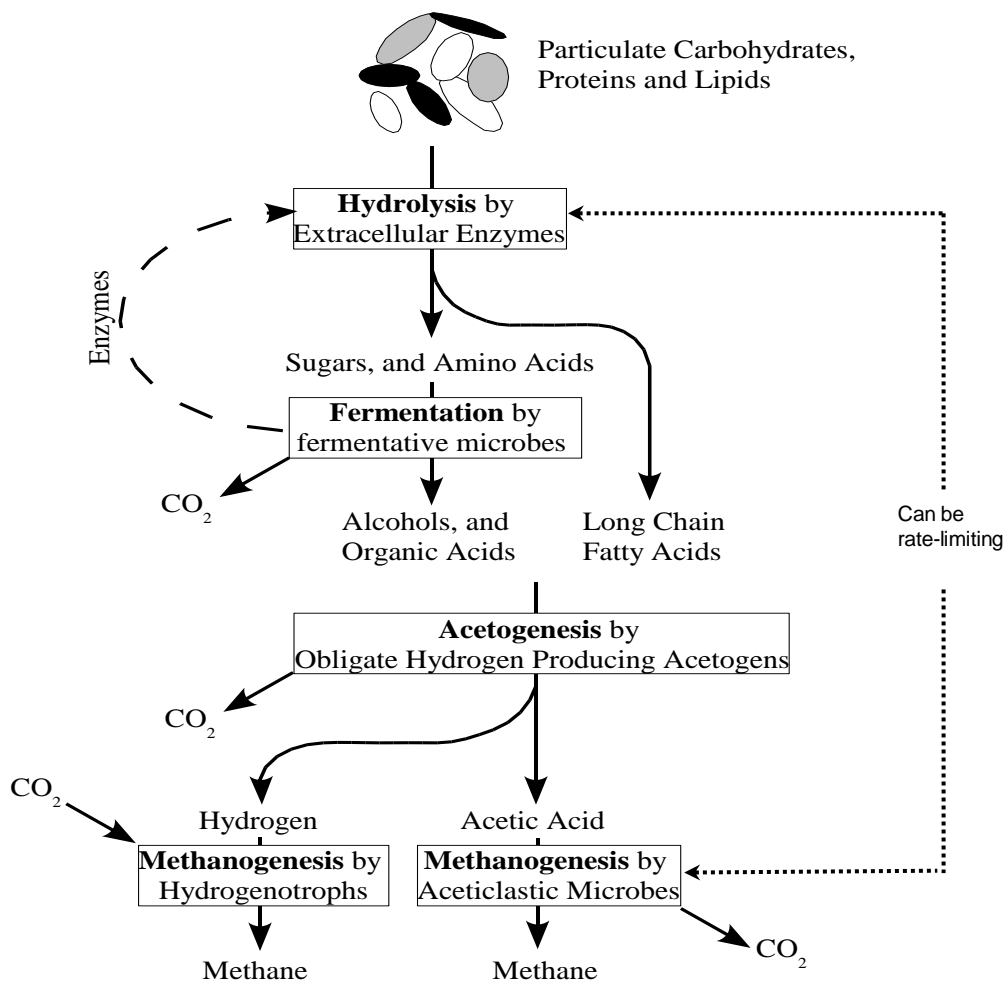 Particulate Carbohydrates,
Proteins and Lipids
Hydrolysis by
Extracellular Enzymes
Enzymes
Sugars, and Amino Acids
Fermentation by
fermentative microbes
CO2
Alcohols, and
Organic Acids
Long Chain
Fatty Acids
Can be
rate-limiting
Acetogenesis by
Obligate Hydrogen Producing Acetogens
CO2
CO2
Hydrogen
Acetic Acid
Methanogenesis by
Hydrogenotrophs
Methanogenesis by
Aceticlastic Microbes
CO2
Methane
Methane